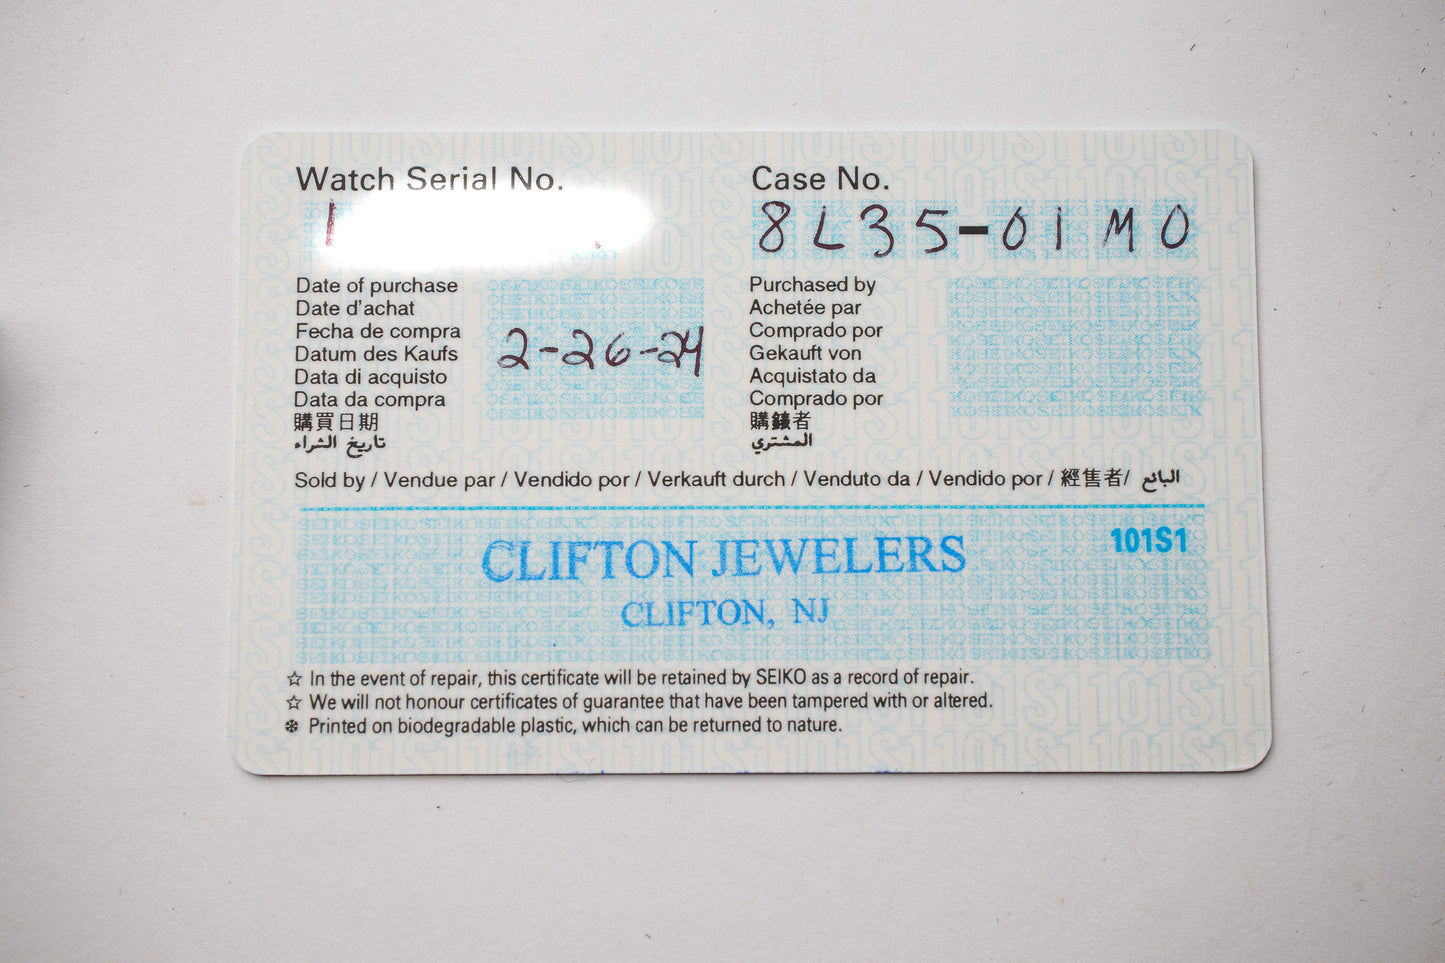 Watch Serial No.
1
Case No.
8L35-01M0
Date of purchase
Date d'achat
Fecha de compra
Datum des Kaufs
Data di acquisto
Data da compra
購買日期
تاريخ الشراء
2-26-24
Purchased by
Achetée par
Comprado por
Gekauft von
Acquistato da
Comprado por
購者
المشتري
Sold by / Vendue par / Vendido por / Verkauft durch / Venduto da / Vendido por / 經售者/ البائع
CLIFTON JEWELERS
101S1
CLIFTON, NJ
☆ In the event of repair, this certificate will be retained by SEIKO as a record of repair.
☆ We will not honour certificates of guarantee that have been tampered with or altered.
❇ Printed on biodegradable plastic, which can be returned to nature.